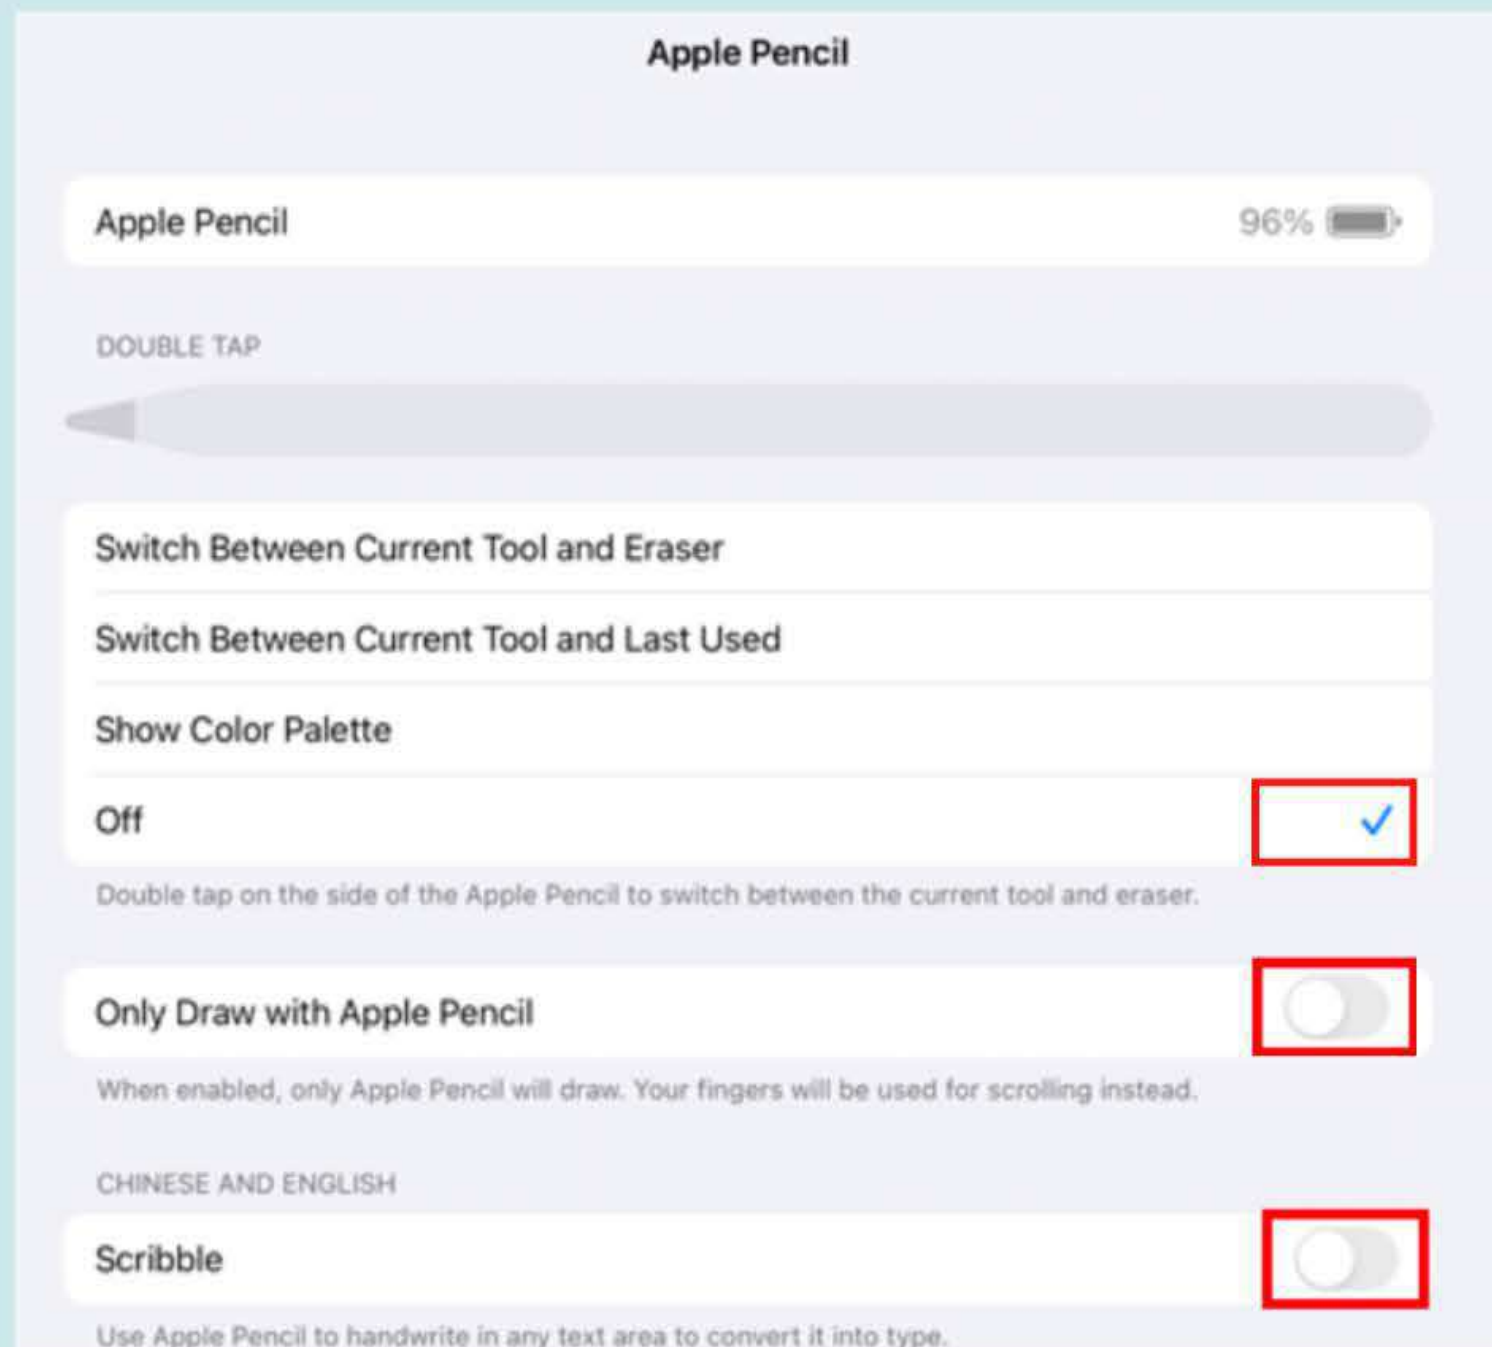 Apple Pencil
Apple Pencil 96%
DOUBLE TAP
Switch Between Current Tool and Eraser
Switch Between Current Tool and Last Used
Show Color Palette
Off
Double tap on the side of the Apple Pencil to switch between the current tool and eraser.
Only Draw with Apple Pencil
When enabled, only Apple Pencil will draw. Your fingers will be used for scrolling instead.
CHINESE AND ENGLISH
Scribble
Use Apple Pencil to handwrite in any text area to convert it into type.